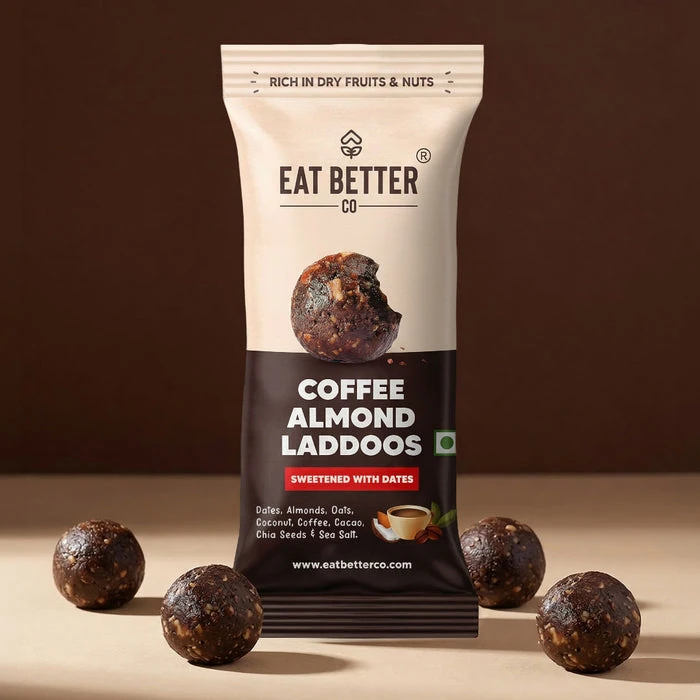 RICH IN DRY FRUITS & NUTS
EAT BETTER ®
CO
COFFEE
ALMOND
LADDOOS
SWEETENED WITH DATES
Dates, Almonds, Oats,
Coconut, Coffee, Cacao,
Chia Seeds & Sea Salt.
www.eatbetterco.com